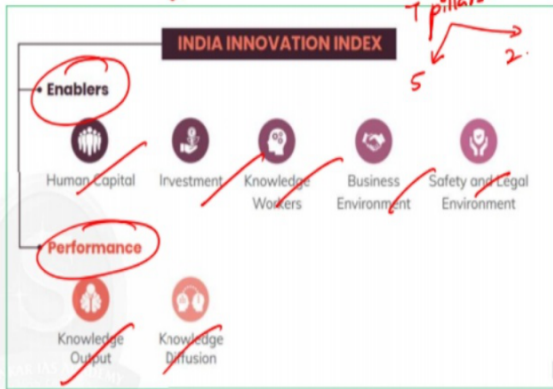 7 pillars
5
2.
INDIA INNOVATION INDEX
• Enablers
Human Capital
Investment
Knowledge
Workers
Business
Environment
Safety and Legal
Environment
• Performance
Knowledge
Output
Knowledge
Diffusion